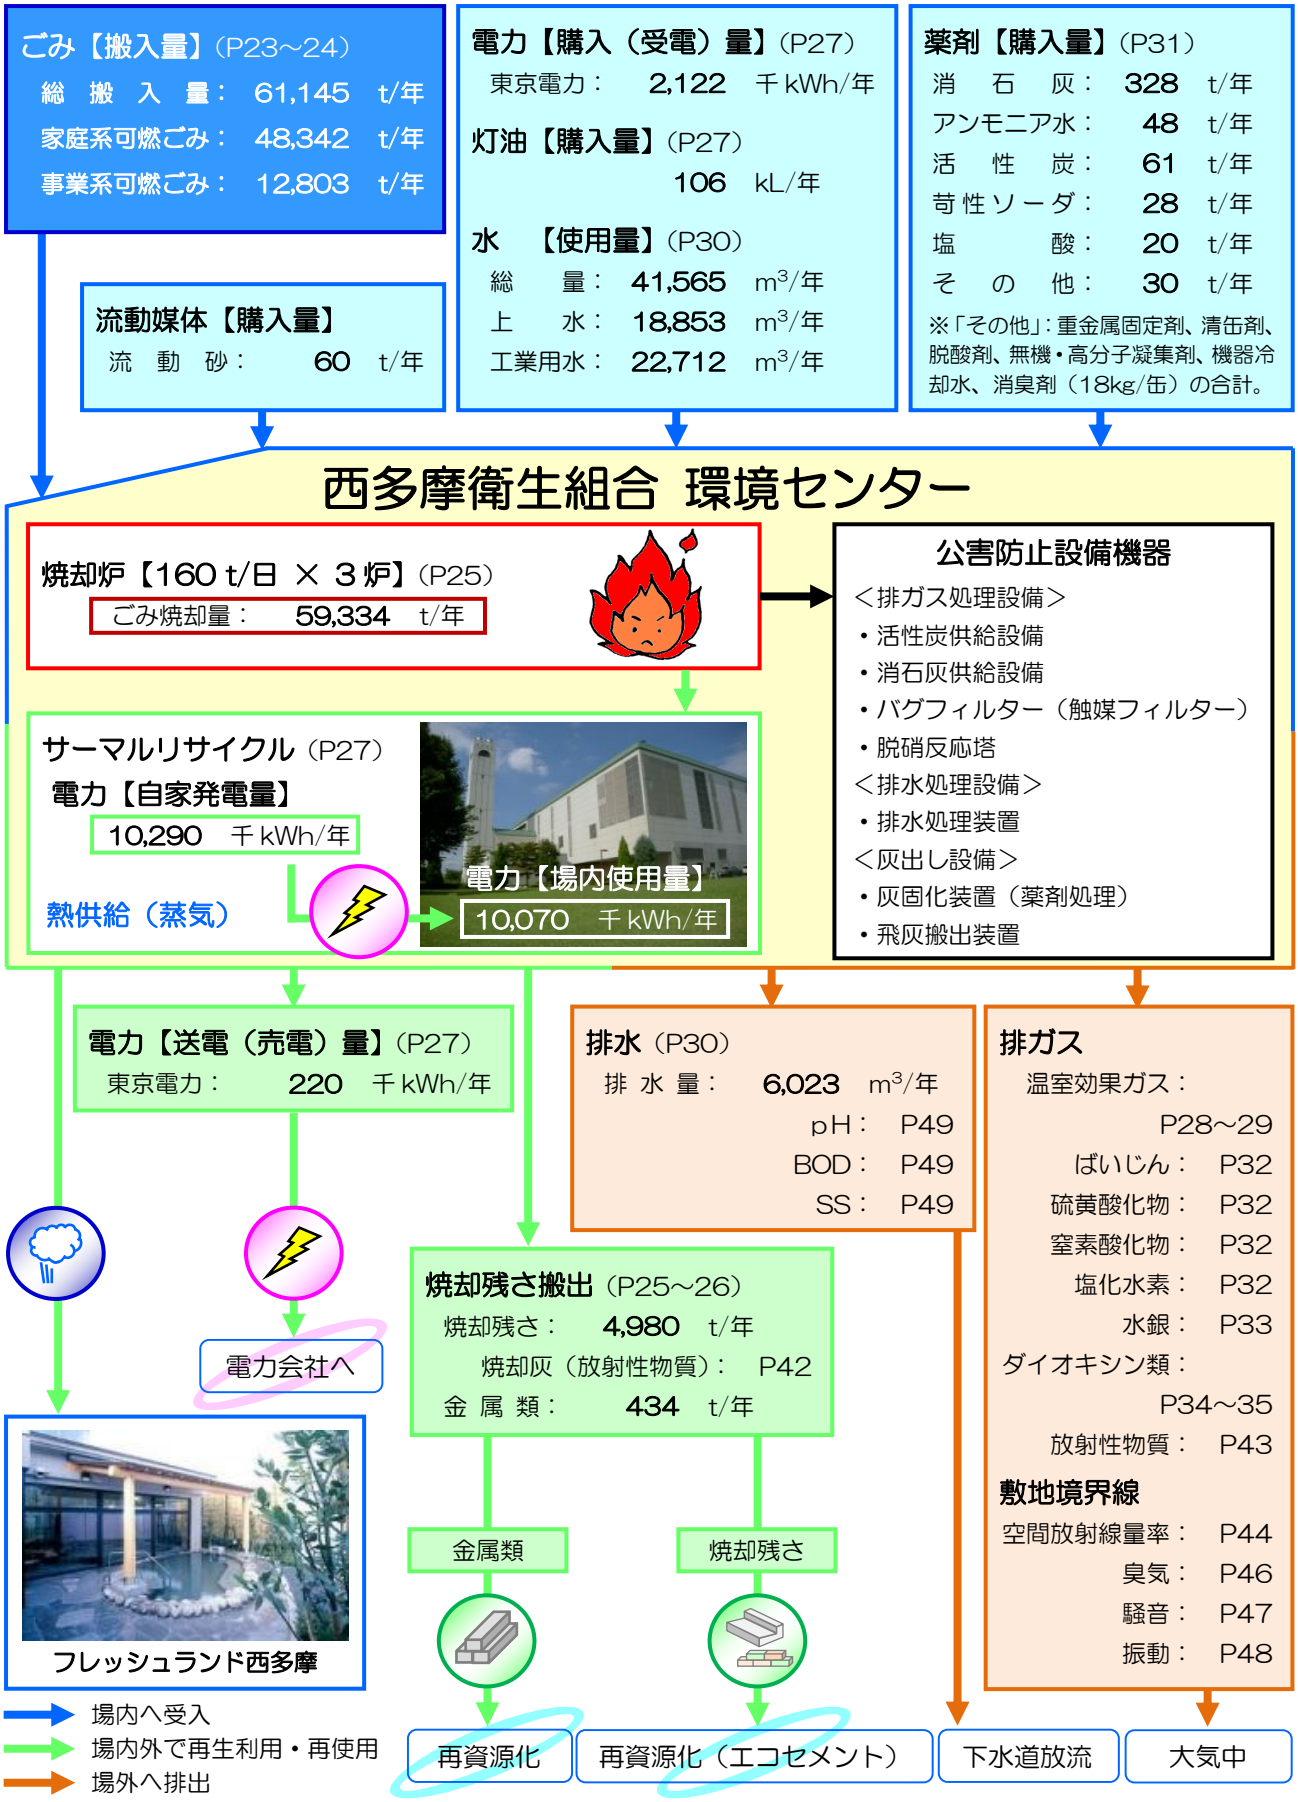 ごみ【搬入量】（P23～24）
総搬入量： 61,145 t/年
家庭系可燃ごみ： 48,342 t/年
事業系可燃ごみ： 12,803 t/年
流動媒体【購入量】
流動砂： 60 t/年
電力【購入（受電）量】（P27）
東京電力： 2,122 千kWh/年
灯油【購入量】（P27）
106 kL/年
水 【使用量】（P30）
総量： 41,565 m³/年
上水： 18,853 m³/年
工業用水： 22,712 m³/年
薬剤【購入量】（P31）
消石灰： 328 t/年
アンモニア水： 48 t/年
活性炭： 61 t/年
苛性ソーダ： 28 t/年
塩酸： 20 t/年
その他： 30 t/年
※「その他」：重金属固定剤、清缶剤、
脱酸剤、無機・高分子凝集剤、機器冷
却水、消臭剤（18kg/缶）の合計。
西多摩衛生組合 環境センター
焼却炉【160 t/日 × 3 炉】（P25）
ごみ焼却量： 59,334 t/年
サーマルリサイクル（P27）
電力【自家発電量】
10,290 千kWh/年
熱供給（蒸気）
電力【場内使用量】
10,070 千kWh/年
公害防止設備機器
＜排ガス処理設備＞
・活性炭供給設備
・消石灰供給設備
・バグフィルター（触媒フィルター）
・脱硝反応塔
＜排水処理設備＞
・排水処理装置
＜灰出し設備＞
・灰固化装置（薬剤処理）
・飛灰搬出装置
電力【送電（売電）量】（P27）
東京電力： 220 千kWh/年
電力会社へ
フレッシュランド西多摩
焼却残さ搬出（P25～26）
焼却残さ： 4,980 t/年
焼却灰（放射性物質）： P42
金属類： 434 t/年
金属類
焼却残さ
再資源化
再資源化（エコセメント）
排水（P30）
排水量： 6,023 m³/年
pH： P49
BOD： P49
SS： P49
下水道放流
排ガス
温室効果ガス：
P28～29
ばいじん： P32
硫黄酸化物： P32
窒素酸化物： P32
塩化水素： P32
水銀： P33
ダイオキシン類：
P34～35
放射性物質： P43
敷地境界線
空間放射線量率： P44
臭気： P46
騒音： P47
振動： P48
大気中
場内へ受入
場内外で再生利用・再使用
場外へ排出